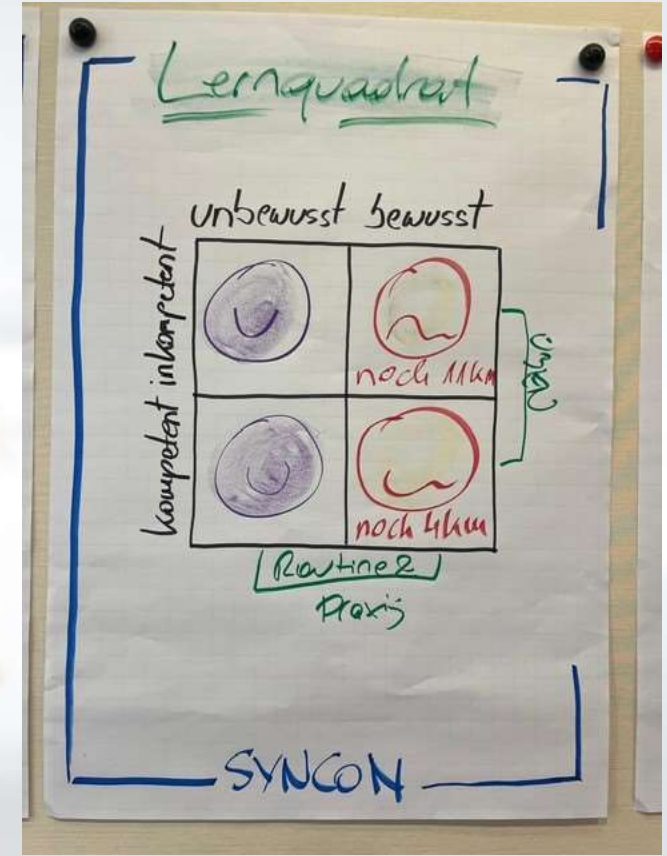 Lernquadrat
unbewusst bewusst
inkompetent
noch 11km
üben
kompetent
noch 4km
Routine &
Praxis
SYNCON